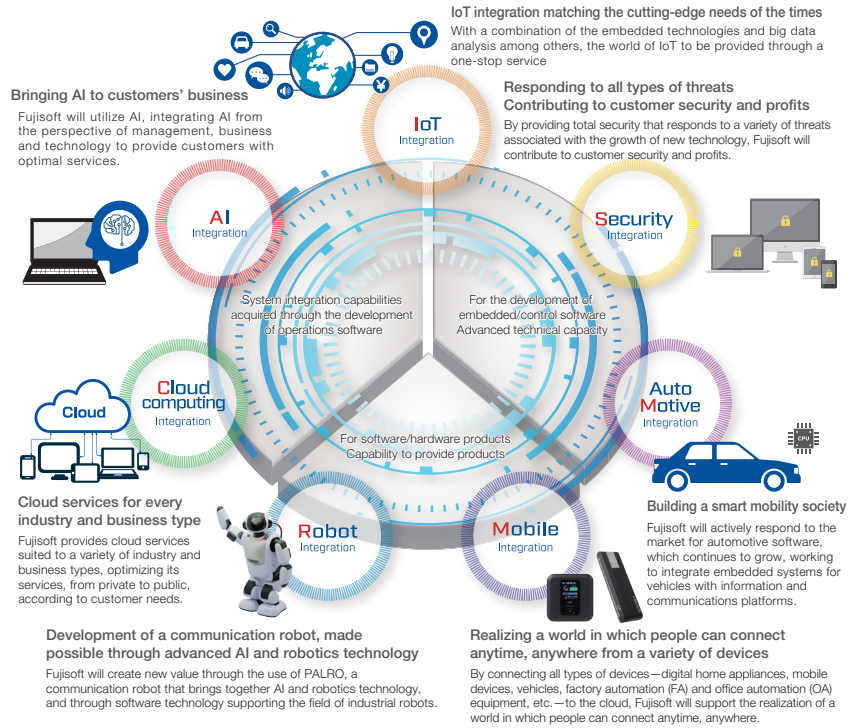 IoT integration matching the cutting-edge needs of the times
With a combination of the embedded technologies and big data
analysis among others, the world of IoT to be provided through a
one-stop service
¥
IoT
Integration
Bringing AI to customers' business
Fujisoft will utilize AI, integrating AI from
the perspective of management, business
and technology to provide customers with
optimal services.
AI
Integration
Responding to all types of threats
Contributing to customer security and profits
By providing total security that responds to a variety of threats
associated with the growth of new technology, Fujisoft will
contribute to customer security and profits.
Security
Integration
System integration capabilities
acquired through the development
of operations software
For the development of
embedded/control software
Advanced technical capacity
For software/hardware products
Capability to provide products
Cloud
computing
Integration
Cloud
Cloud services for every
industry and business type
Fujisoft provides cloud services
suited to a variety of industry and
business types, optimizing its
services, from private to public,
according to customer needs.
Auto
Motive
Integration
CPU
Building a smart mobility society
Fujisoft will actively respond to the
market for automotive software,
which continues to grow, working
to integrate embedded systems for
vehicles with information and
communications platforms.
Robot
Integration
Development of a communication robot, made
possible through advanced AI and robotics technology
Fujisoft will create new value through the use of PALRO, a
communication robot that brings together AI and robotics technology,
and through software technology supporting the field of industrial robots.
Mobile
Integration
Realizing a world in which people can connect
anytime, anywhere from a variety of devices
By connecting all types of devices—digital home appliances, mobile
devices, vehicles, factory automation (FA) and office automation (OA)
equipment, etc.—to the cloud, Fujisoft will support the realization of a
world in which people can connect anytime, anywhere.